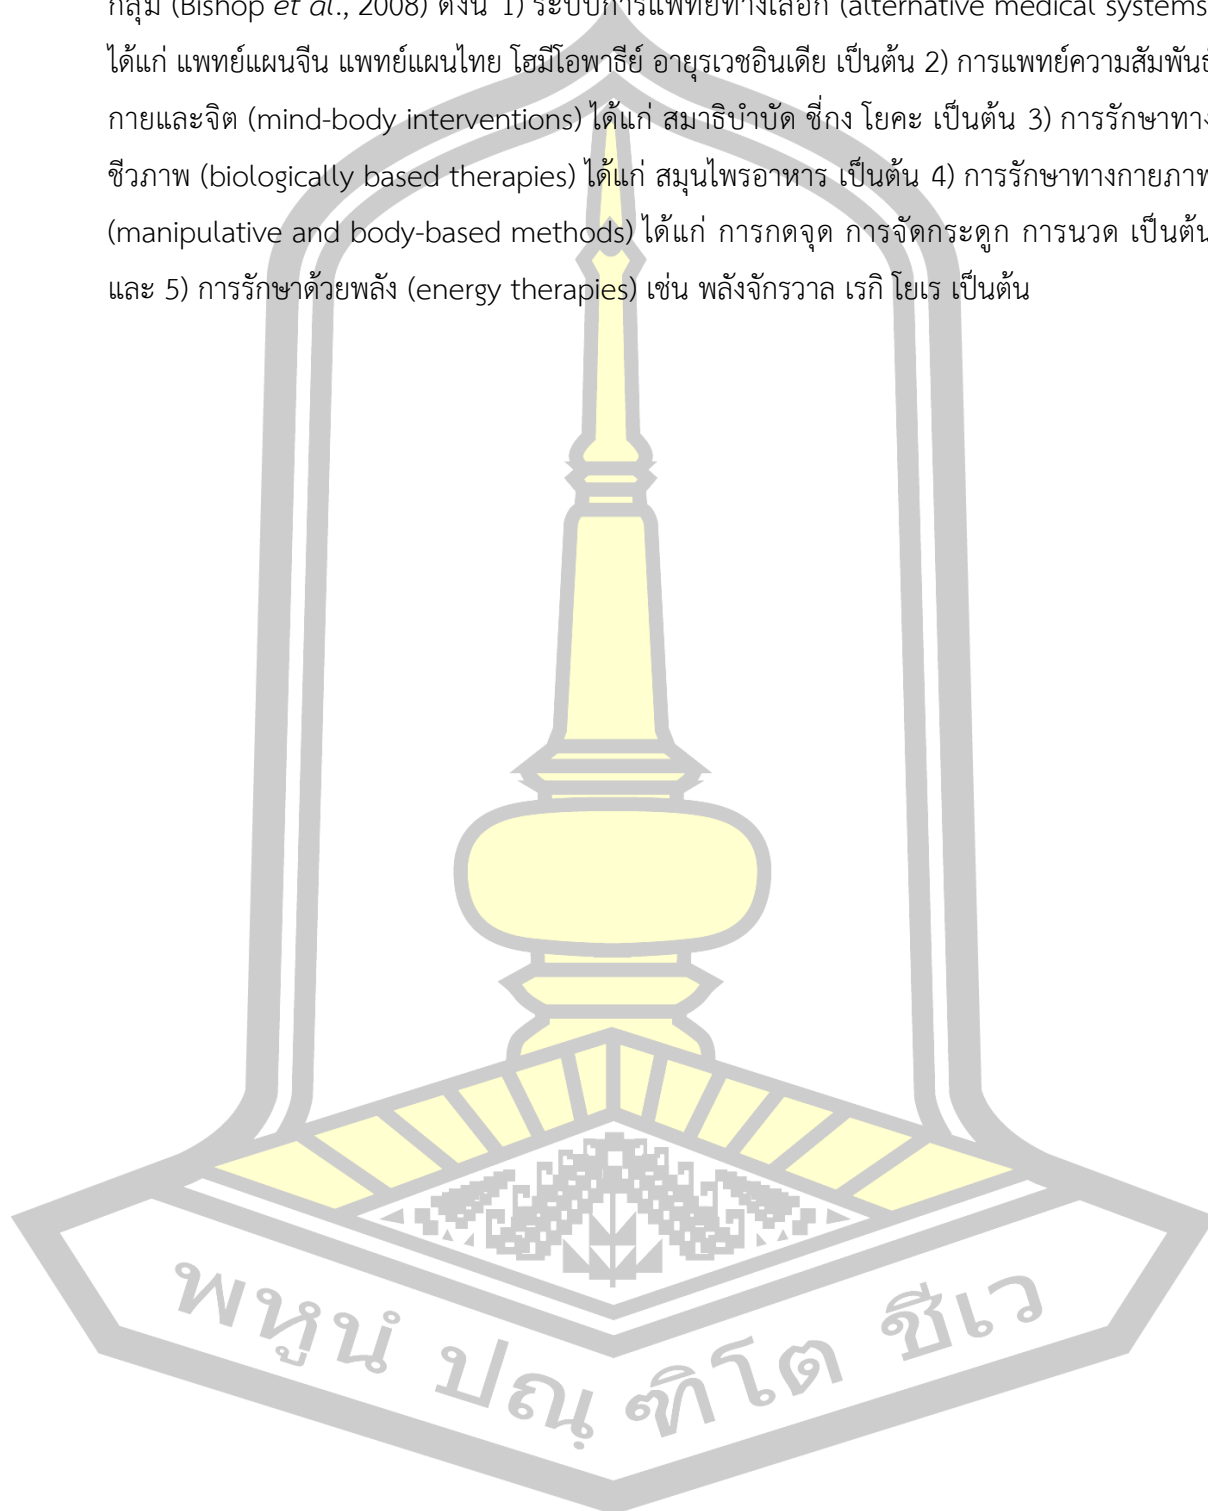 กลุ่ม (Bishop et al., 2008) ดังนี้ 1) ระบบการแพทย์ทางเลือก (alternative medical systems)
ได้แก่ แพทย์แผนจีน แพทย์แผนไทย โฮมีโอพาธีย์ อายุรเวชอินเดีย เป็นต้น 2) การแพทย์ความสัมพันธ์
กายและจิต (mind-body interventions) ได้แก่ สมาธิบำบัด ชี่กง โยคะ เป็นต้น 3) การรักษาทาง
ชีวภาพ (biologically based therapies) ได้แก่ สมุนไพรอาหาร เป็นต้น 4) การรักษาทางกายภาพ
(manipulative and body-based methods) ได้แก่ การกดจุด การจัดกระดูก การนวด เป็นต้น
และ 5) การรักษาด้วยพลัง (energy therapies) เช่น พลังจักรวาล เรกิ โยเร เป็นต้น
พหูนํ ปณฺฑิโต ชีเว